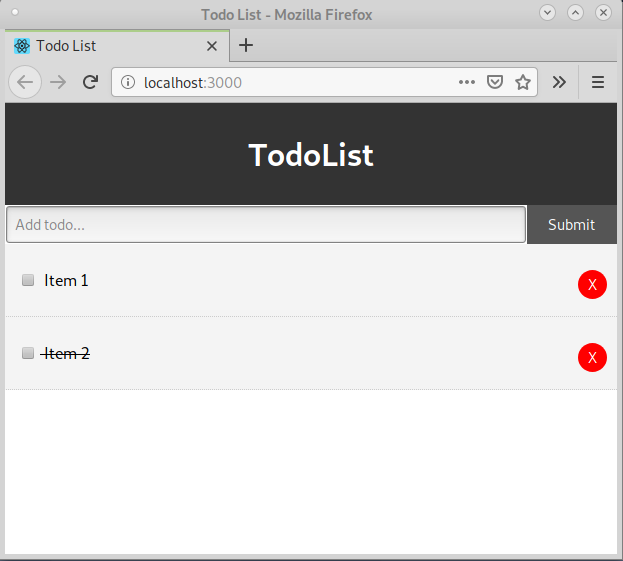 Todo List - Mozilla Firefox
Todo List
localhost:3000
TodoList
Add todo...
Submit
Item 1
X
Item 2
X